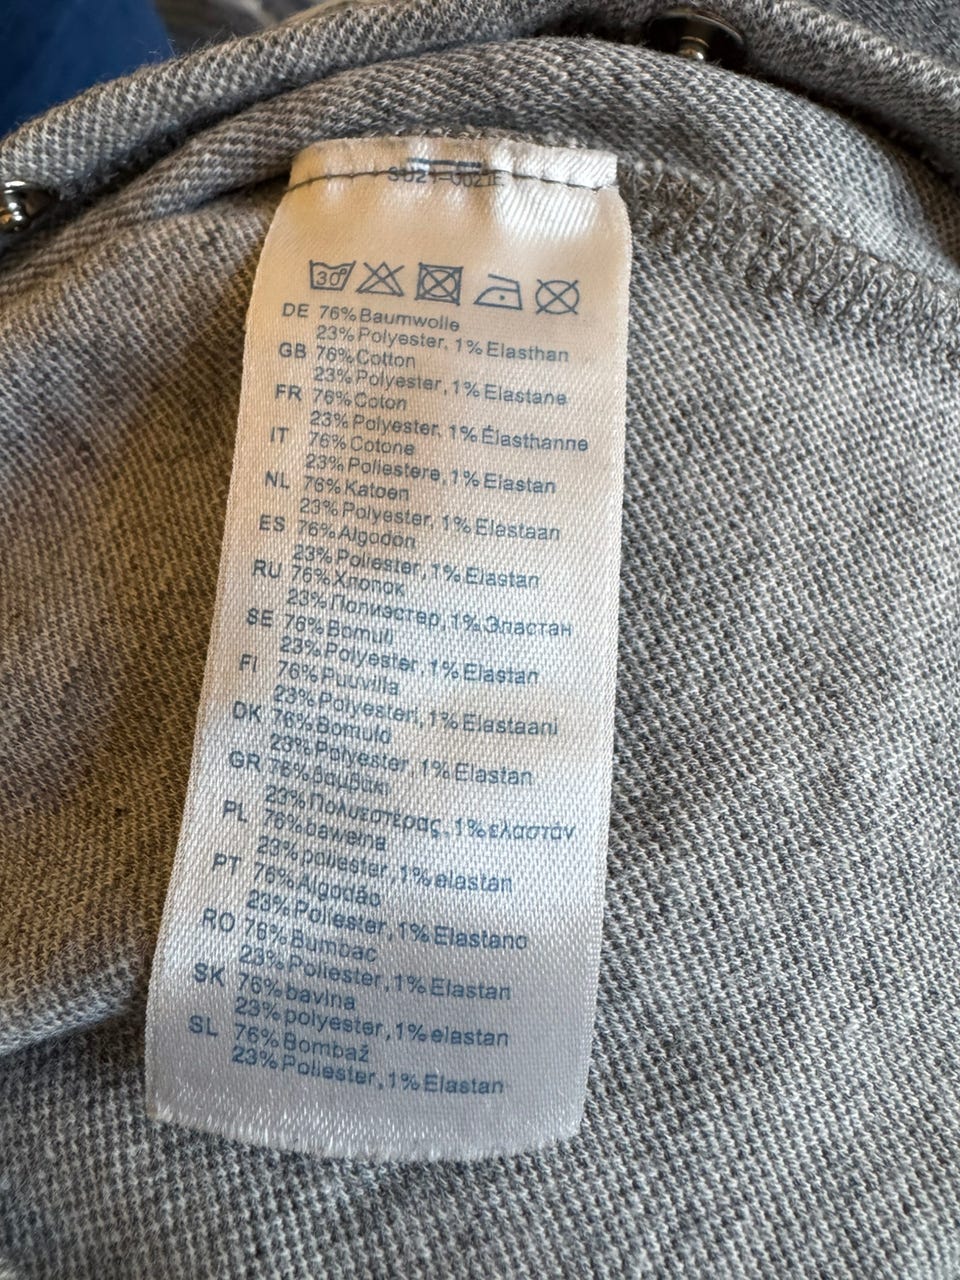 30°
DE 76% Baumwolle
23% Polyester, 1% Elasthan
GB 76% Cotton
23% Polyester, 1% Elastane
FR 76% Coton
23% Polyester, 1% Élasthanne
IT 76% Cotone
23% Poliestere, 1% Elastan
NL 76% Katoen
23% Polyester, 1% Elastaan
ES 76% Algodon
23% Poliester, 1% Elastan
RU 76% Хлопок
23% Полиэстер, 1% Эластан
SE 76% Bomull
23% Polyester, 1% Elastan
FI 76% Puuvilla
23% Polyesteri, 1% Elastaani
DK 76% Bomuld
23% Polyester, 1% Elastan
GR 76% βαμβακι
23% Πολυεστερας, 1% ελαστάν
PL 76% bawełna
23% poliester, 1% elastan
PT 76% Algodão
23% Poliester, 1% Elastano
RO 76% Bumbac
23% Poliester, 1% Elastan
SK 76% bavlna
23% polyester, 1% elastan
SL 76% Bombaž
23% Poliester, 1% Elastan